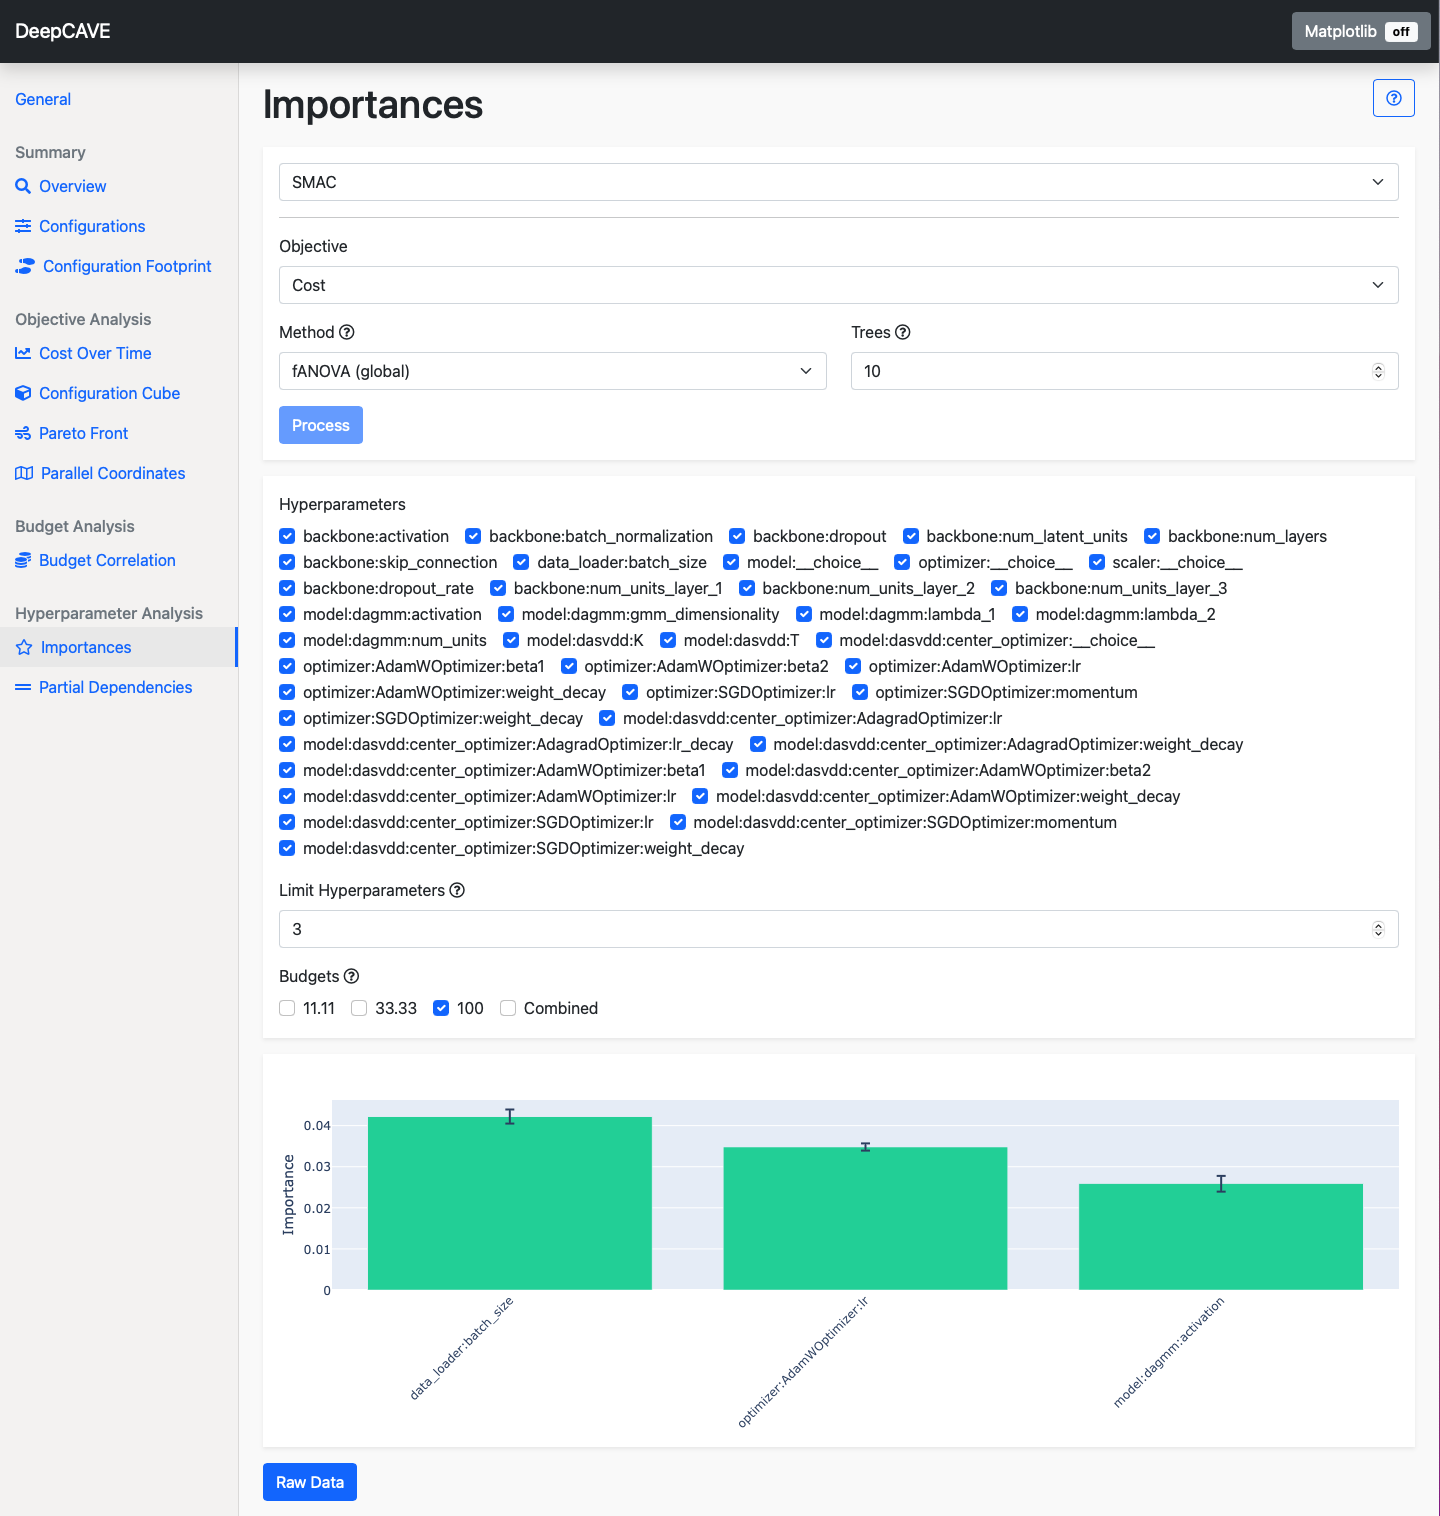 DeepCAVE
Matplotlib off
General
Summary
Overview
Configurations
Configuration Footprint
Objective Analysis
Cost Over Time
Configuration Cube
Pareto Front
Parallel Coordinates
Budget Analysis
Budget Correlation
Hyperparameter Analysis
Importances
Partial Dependencies
Importances
SMAC
Objective
Cost
Method
Trees
fANOVA (global)
10
Process
Hyperparameters
backbone:activation backbone:batch_normalization backbone:dropout backbone:num_latent_units backbone:num_layers
backbone:skip_connection data_loader:batch_size model:__choice__ optimizer:__choice__ scaler:__choice__
backbone:dropout_rate backbone:num_units_layer_1 backbone:num_units_layer_2 backbone:num_units_layer_3
model:dagmm:activation model:dagmm:gmm_dimensionality model:dagmm:lambda_1 model:dagmm:lambda_2
model:dagmm:num_units model:dasvdd:K model:dasvdd:T model:dasvdd:center_optimizer:__choice__
optimizer:AdamWOptimizer:beta1 optimizer:AdamWOptimizer:beta2 optimizer:AdamWOptimizer:lr
optimizer:AdamWOptimizer:weight_decay optimizer:SGDOptimizer:lr optimizer:SGDOptimizer:momentum
optimizer:SGDOptimizer:weight_decay model:dasvdd:center_optimizer:AdagradOptimizer:lr
model:dasvdd:center_optimizer:AdagradOptimizer:lr_decay model:dasvdd:center_optimizer:AdagradOptimizer:weight_decay
model:dasvdd:center_optimizer:AdamWOptimizer:beta1 model:dasvdd:center_optimizer:AdamWOptimizer:beta2
model:dasvdd:center_optimizer:AdamWOptimizer:lr model:dasvdd:center_optimizer:AdamWOptimizer:weight_decay
model:dasvdd:center_optimizer:SGDOptimizer:lr model:dasvdd:center_optimizer:SGDOptimizer:momentum
model:dasvdd:center_optimizer:SGDOptimizer:weight_decay
Limit Hyperparameters
3
Budgets
11.11 33.33 100 Combined
Importance
0.04
0.03
0.02
0.01
0
data_loader:batch_size
optimizer:AdamWOptimizer:lr
model:dagmm:activation
Raw Data